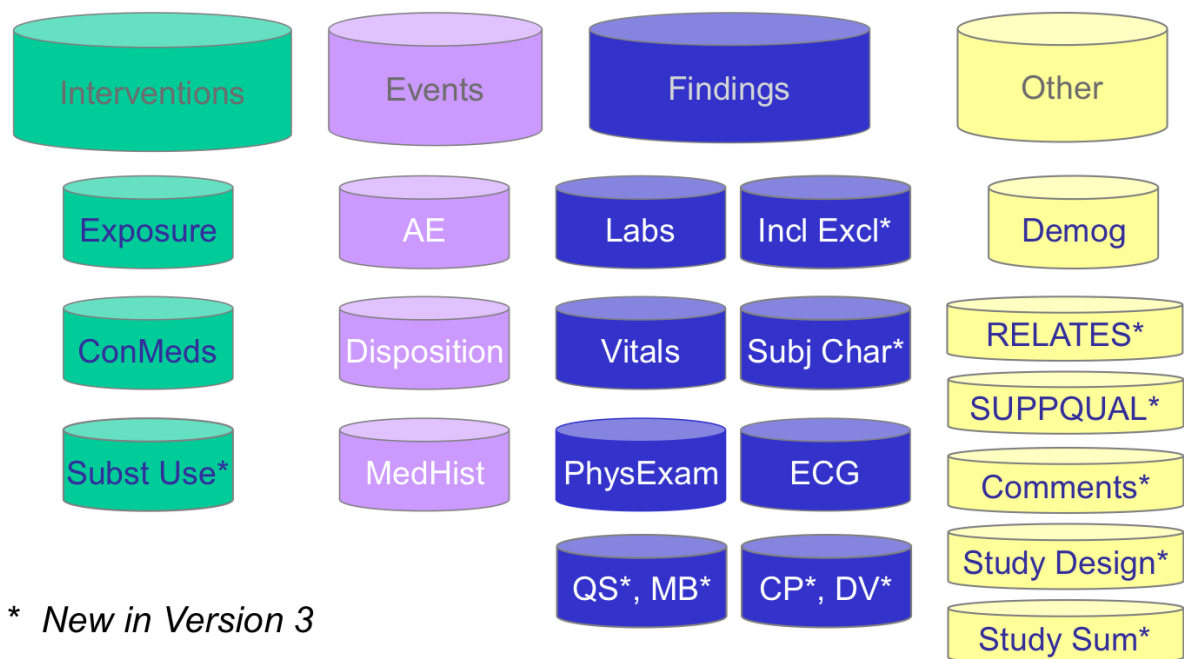 Interventions
Events
Findings
Other
Exposure
AE
Labs
Incl Excl*
Demog
ConMeds
Disposition
Vitals
Subj Char*
RELATES*
SUPPQUAL*
Subst Use*
MedHist
PhysExam
ECG
Comments*
QS*, MB*
CP*, DV*
Study Design*
Study Sum*
* New in Version 3